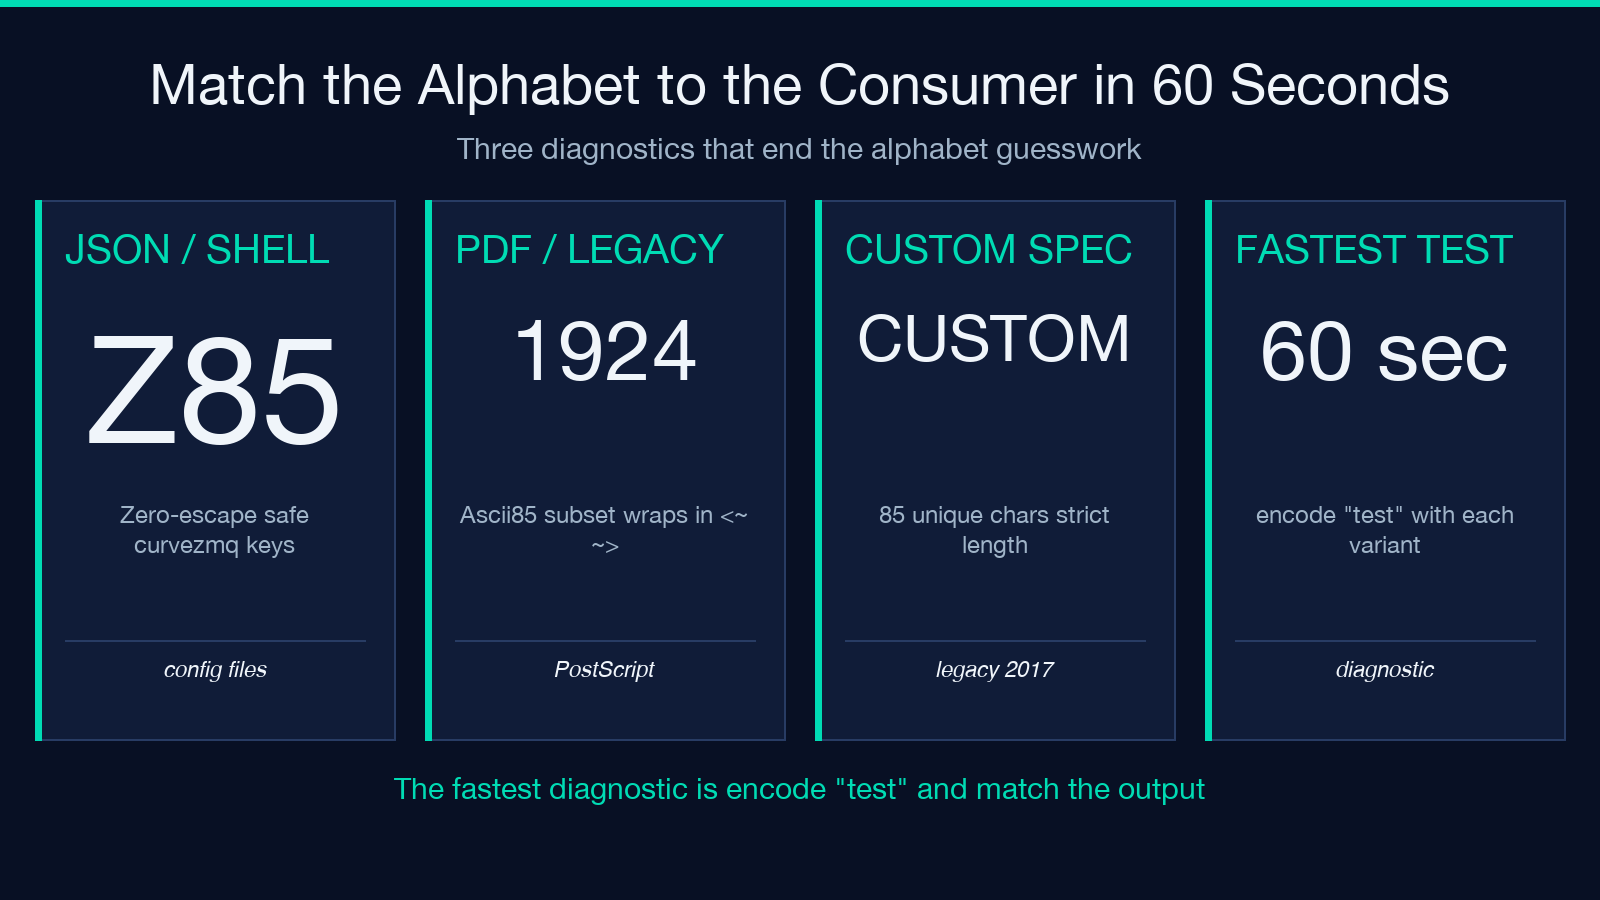 Match the Alphabet to the Consumer in 60 Seconds
Three diagnostics that end the alphabet guesswork
JSON / SHELL
Z85
Zero-escape safe
curvezmq keys
config files
PDF / LEGACY
1924
Ascii85 subset wraps in <~
~>
PostScript
CUSTOM SPEC
CUSTOM
85 unique chars strict
length
legacy 2017
FASTEST TEST
60 sec
encode "test" with each
variant
diagnostic
The fastest diagnostic is encode "test" and match the output